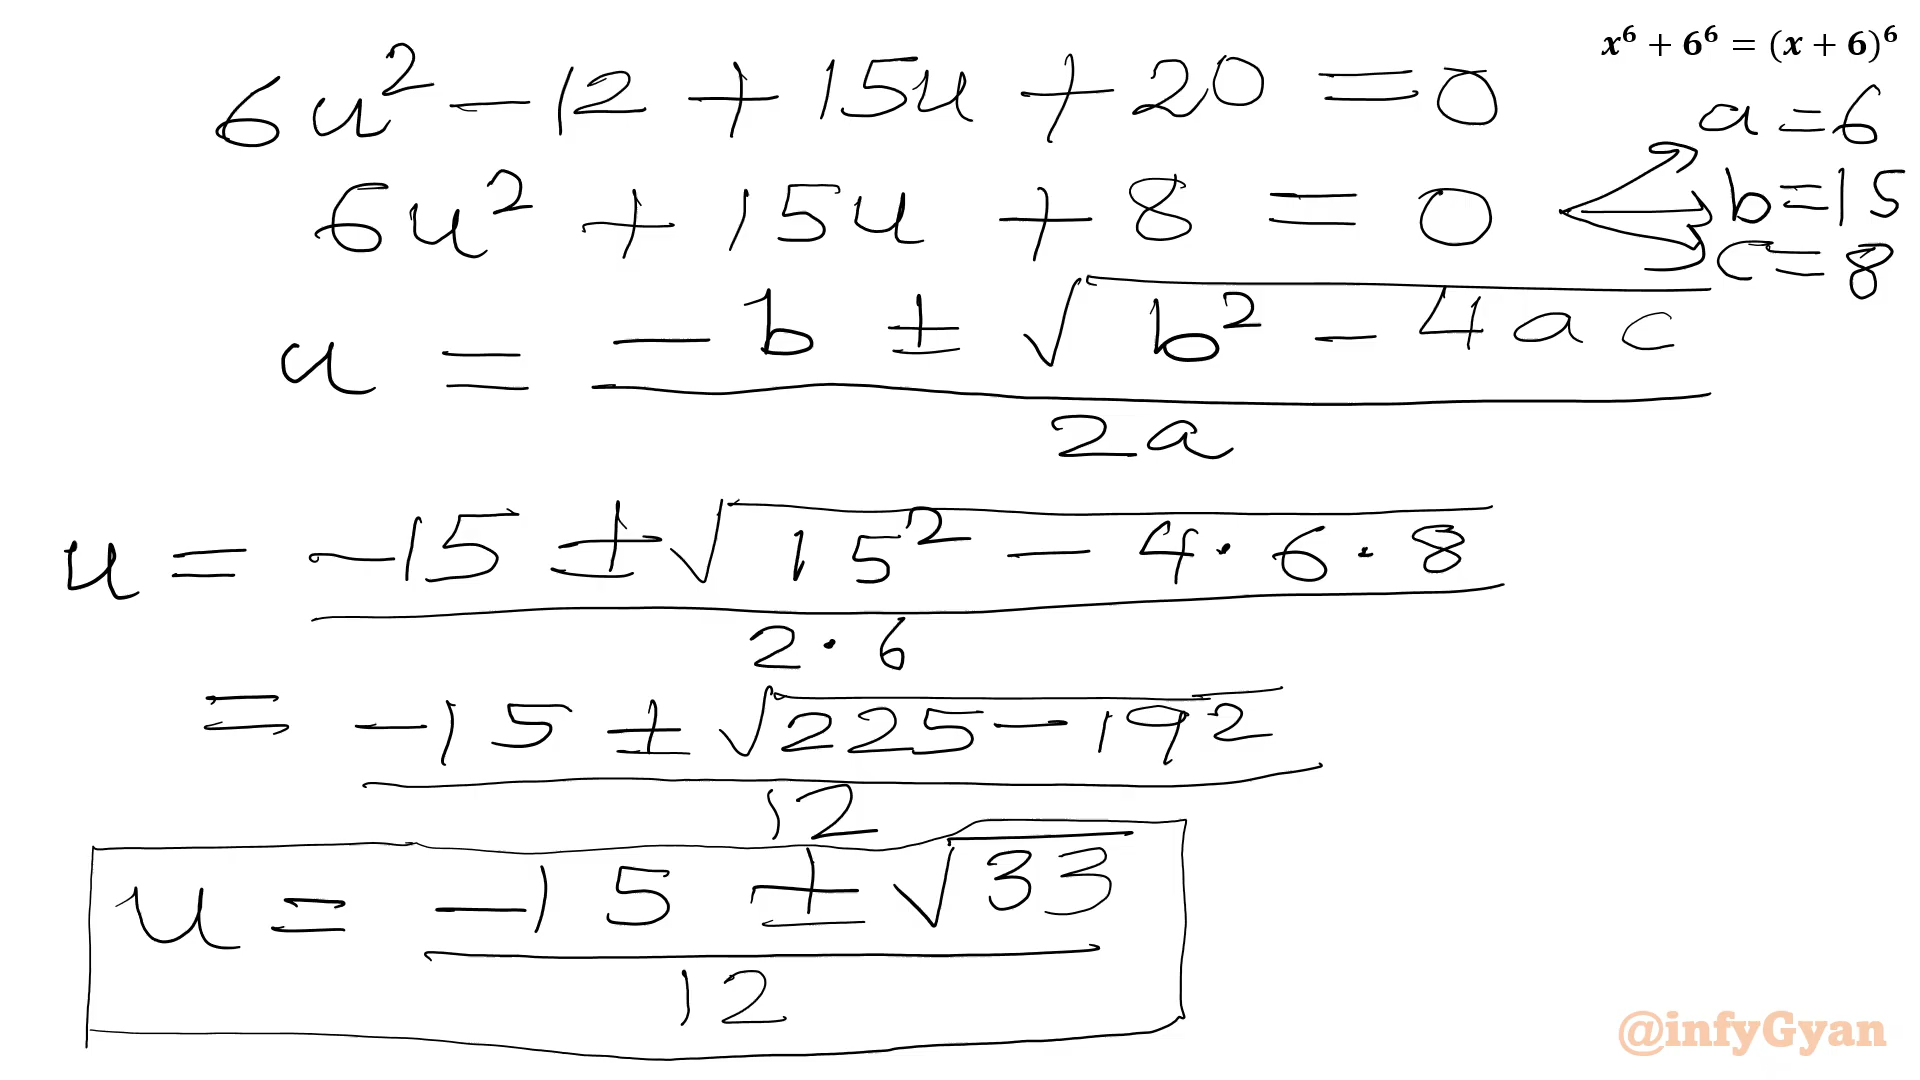 x⁶ + 6⁶ = (x + 6)⁶
6u² - 12 + 15u + 20 = 0
a = 6
6u² + 15u + 8 = 0
b = 15
c = 8
u = -b ± √b² - 4ac
2a
u = -15 ± √15² - 4 · 6 · 8
2 · 6
= -15 ± √225 - 192
12
u = -15 ± √33
12
@infyGyan